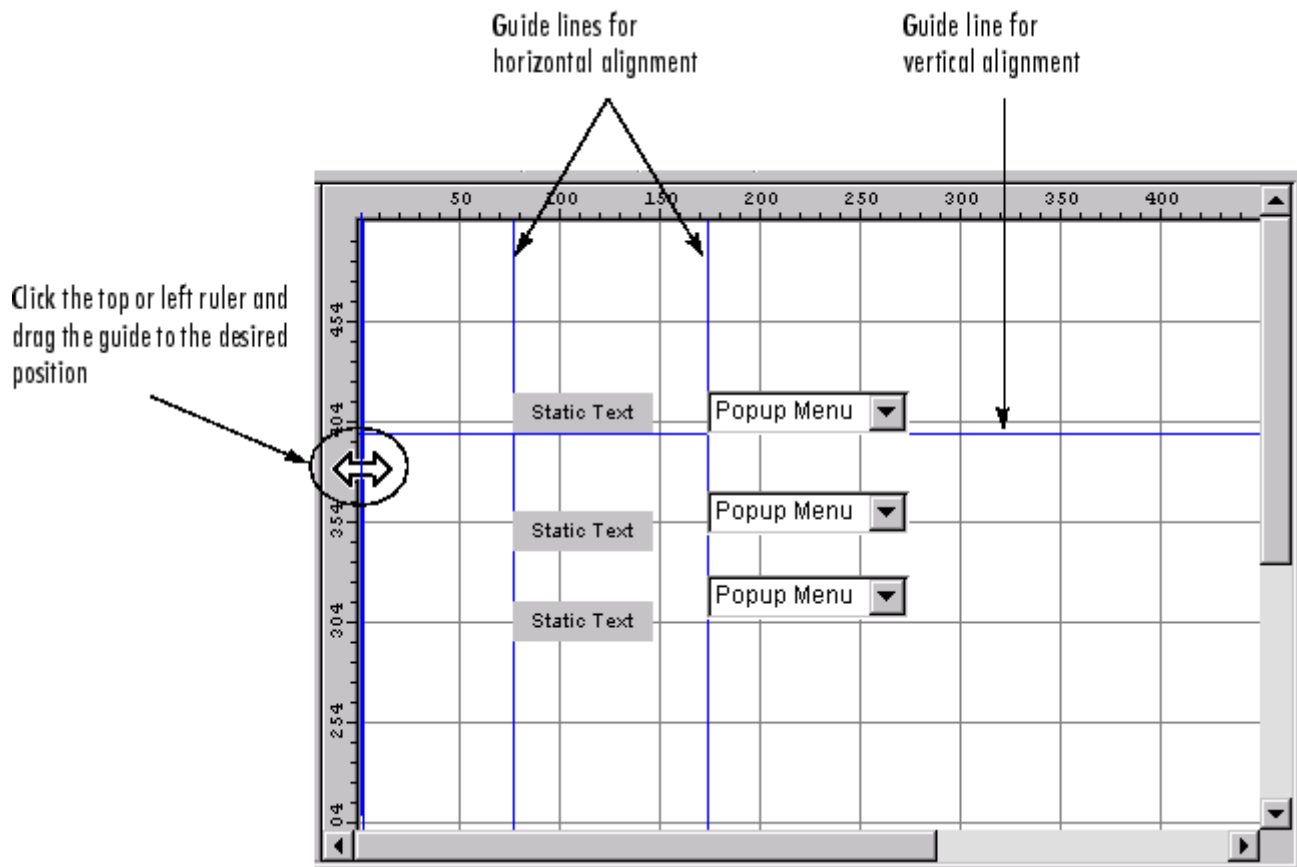 Guide lines for
horizontal alignment
Guide line for
vertical alignment
Click the top or left ruler and
drag the guide to the desired
position
50 100 150 200 250 300 350 400
454
404
354
304
254
04
Static Text Popup Menu
Static Text Popup Menu
Static Text Popup Menu